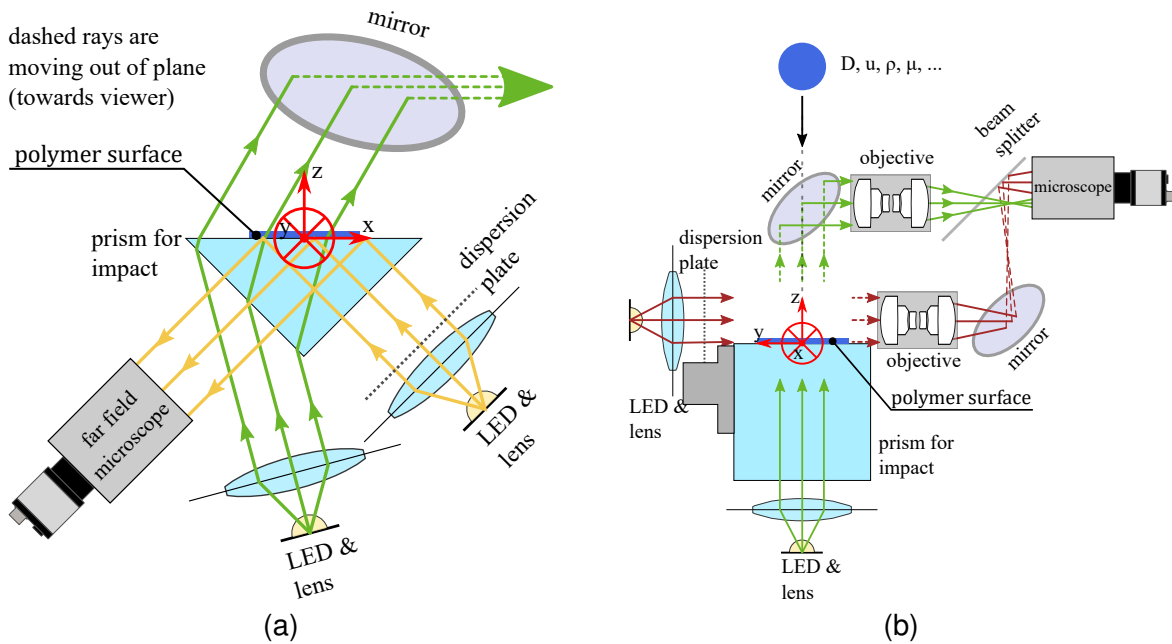 dashed rays are
moving out of plane
(towards viewer)
mirror
polymer surface
z
y
x
prism for
impact
dispersion
plate
far field
microscope
LED &
lens
LED &
lens
(a)
D, u, ρ, μ, ...
mirror
objective
beam
splitter
microscope
dispersion
plate
z
y
x
objective
mirror
LED &
lens
polymer surface
prism for
impact
LED &
lens
(b)